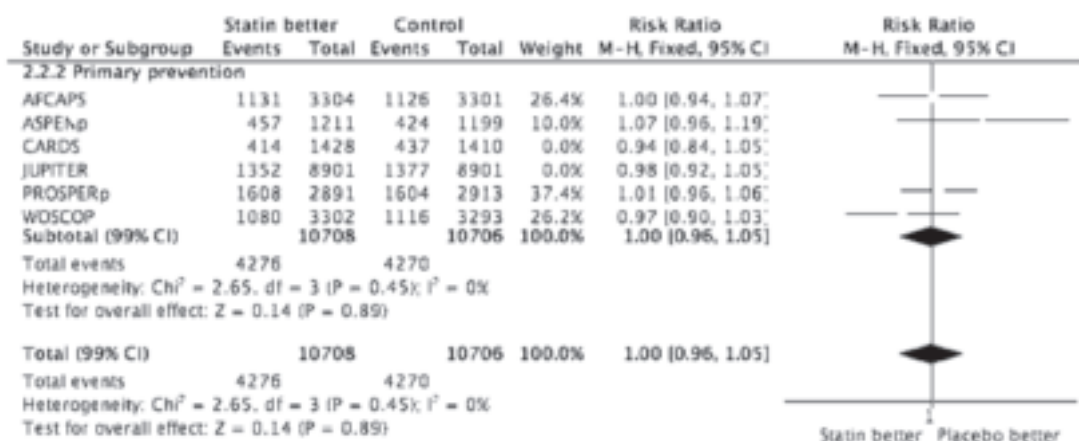 Statin better Control Risk Ratio Risk Ratio
Study or Subgroup Events Total Events Total Weight M-H, Fixed, 95% CI M-H, Fixed, 95% CI
2.2.2 Primary prevention
AFCAPS 1131 3304 1126 3301 26.4% 1.00 [0.94, 1.07]
ASPENp 457 1211 424 1199 10.0% 1.07 [0.96, 1.19]
CARDS 414 1428 437 1410 0.0% 0.94 [0.84, 1.05]
JUPITER 1352 8901 1377 8901 0.0% 0.98 [0.92, 1.05]
PROSPERp 1608 2891 1604 2913 37.4% 1.01 [0.96, 1.06]
WOSCOP 1080 3302 1116 3293 26.2% 0.97 [0.90, 1.03]
Subtotal (99% CI) 10708 10706 100.0% 1.00 [0.96, 1.05]
Total events 4276 4270
Heterogeneity: Chi² = 2.65, df = 3 (P = 0.45); I² = 0%
Test for overall effect: Z = 0.14 (P = 0.89)
Total (99% CI) 10708 10706 100.0% 1.00 [0.96, 1.05]
Total events 4276 4270
Heterogeneity: Chi² = 2.65, df = 3 (P = 0.45); I² = 0%
Test for overall effect: Z = 0.14 (P = 0.89)
1
Statin better Placebo better